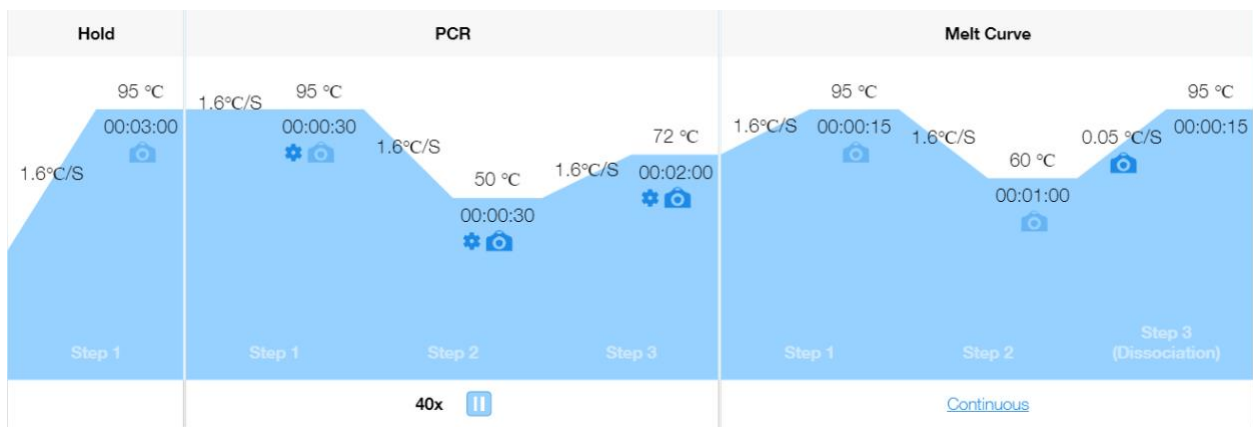 Hold
PCR
Melt Curve
1.6°C/S
95 °C
00:03:00
Step 1
1.6°C/S
95 °C
00:00:30
Step 1
1.6°C/S
50 °C
00:00:30
Step 2
1.6°C/S
72 °C
00:02:00
Step 3
40x
1.6°C/S
95 °C
00:00:15
Step 1
1.6°C/S
60 °C
00:01:00
Step 2
0.05 °C/S
95 °C
00:00:15
Step 3
(Dissociation)
Continuous